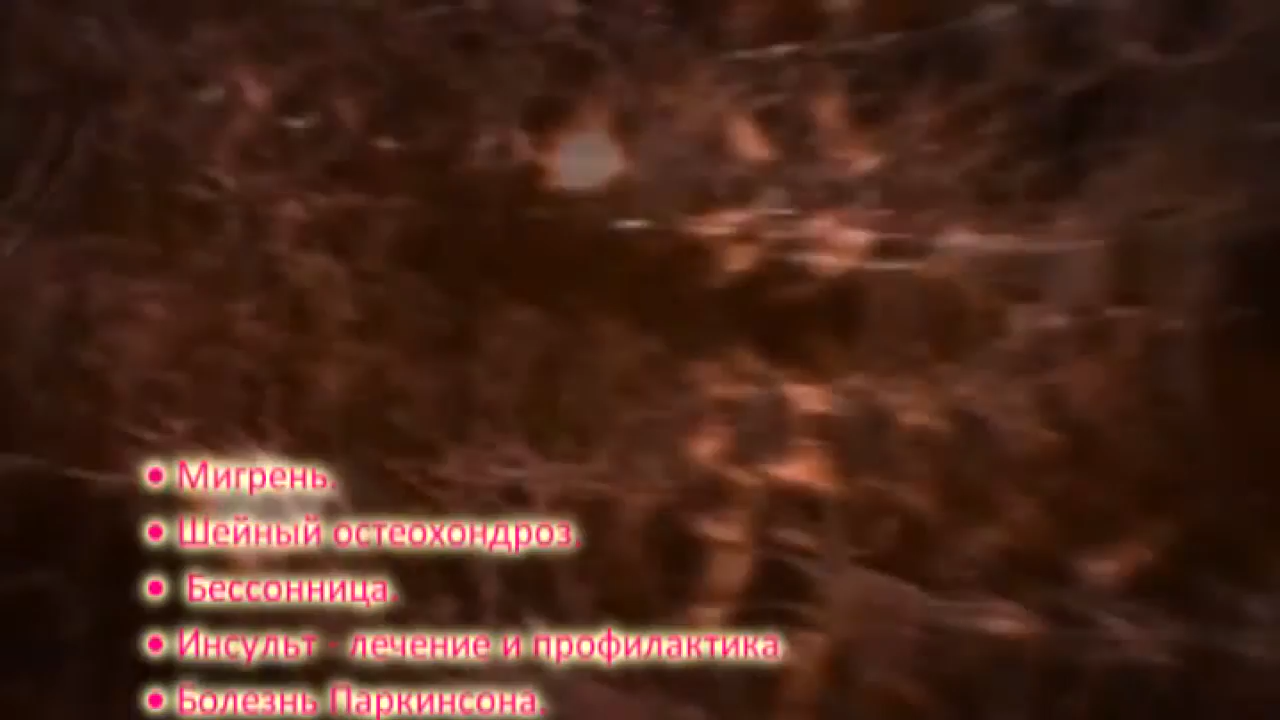 • Мигрень.
• Шейный остеохондроз.
• Бессонница.
• Инсульт - лечение и профилактика
• Болезнь Паркинсона.